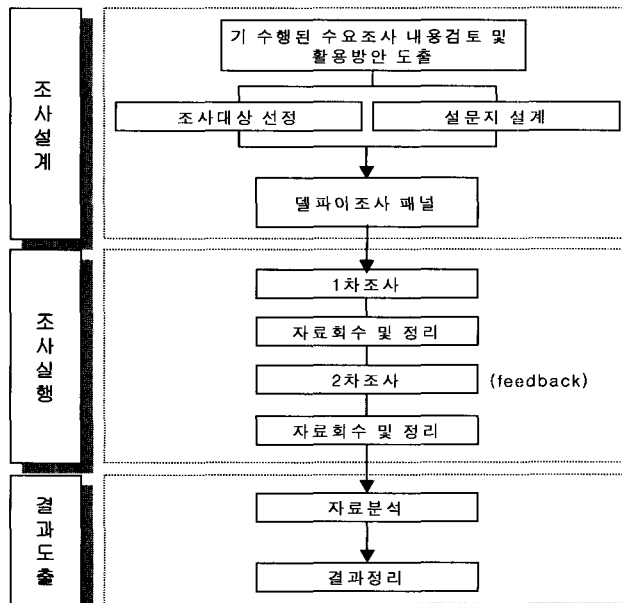 조사설계
기 수행된 수요조사 내용검토 및
활용방안 도출
조사대상 선정
설문지 설계
델파이조사 패널
조사실행
1차조사
자료회수 및 정리
2차조사
(feedback)
자료회수 및 정리
결과도출
자료분석
결과정리